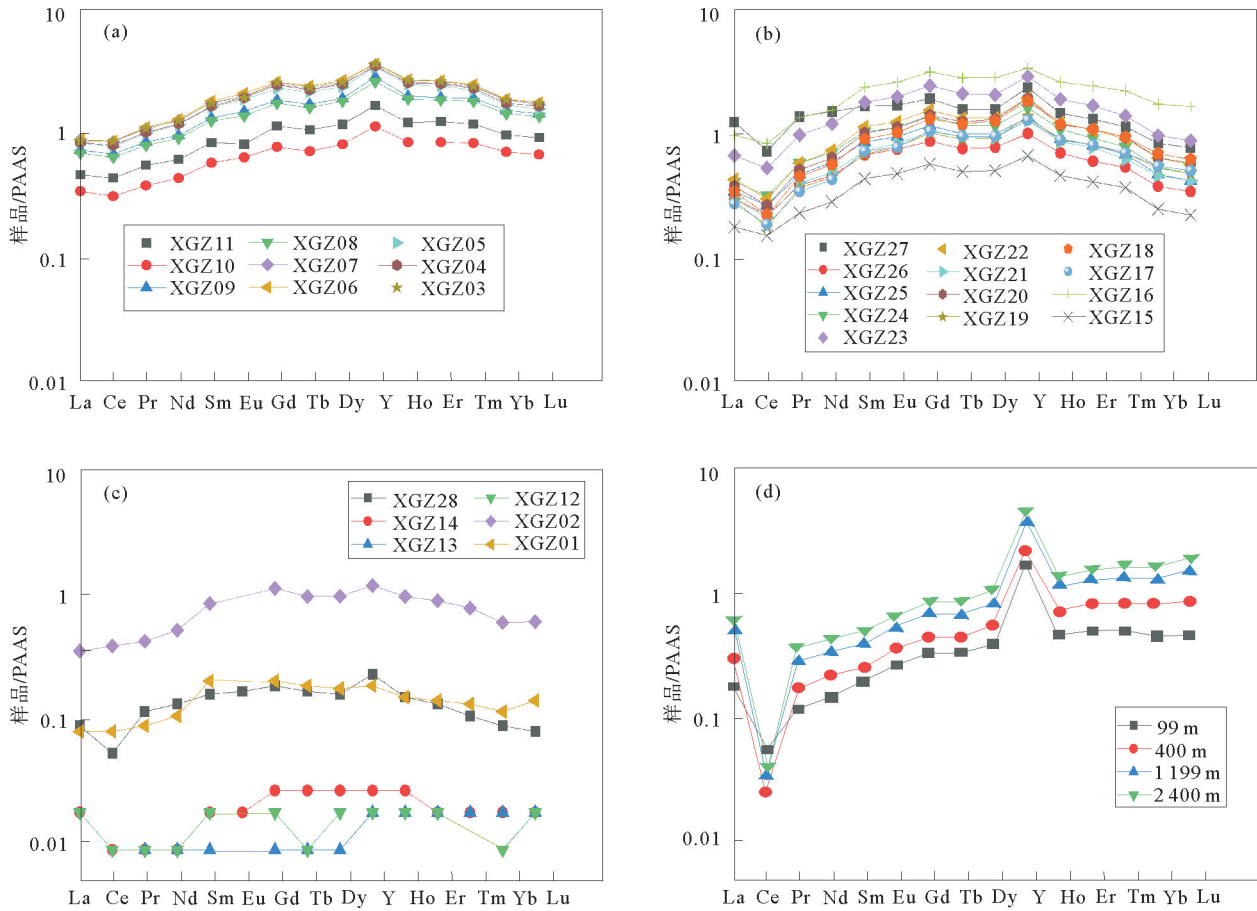 (a)
10
1
0.1
0.01
样品/PAAS
XGZ11 XGZ08 XGZ05
XGZ10 XGZ07 XGZ04
XGZ09 XGZ06 XGZ03
La Ce Pr Nd Sm Eu Gd Tb Dy Y Ho Er Tm Yb Lu
(b)
10
1
0.1
0.01
样品/PAAS
XGZ27 XGZ22 XGZ18
XGZ26 XGZ21 XGZ17
XGZ25 XGZ20 XGZ16
XGZ24 XGZ19 XGZ15
XGZ23
La Ce Pr Nd Sm Eu Gd Tb Dy Y Ho Er Tm Yb Lu
(c)
10
1
0.1
0.01
样品/PAAS
XGZ28 XGZ12
XGZ14 XGZ02
XGZ13 XGZ01
La Ce Pr Nd Sm Eu Gd Tb Dy Y Ho Er Tm Yb Lu
(d)
10
1
0.1
0.01
样品/PAAS
99 m
400 m
1 199 m
2 400 m
La Ce Pr Nd Sm Eu Gd Tb Dy Y Ho Er Tm Yb Lu